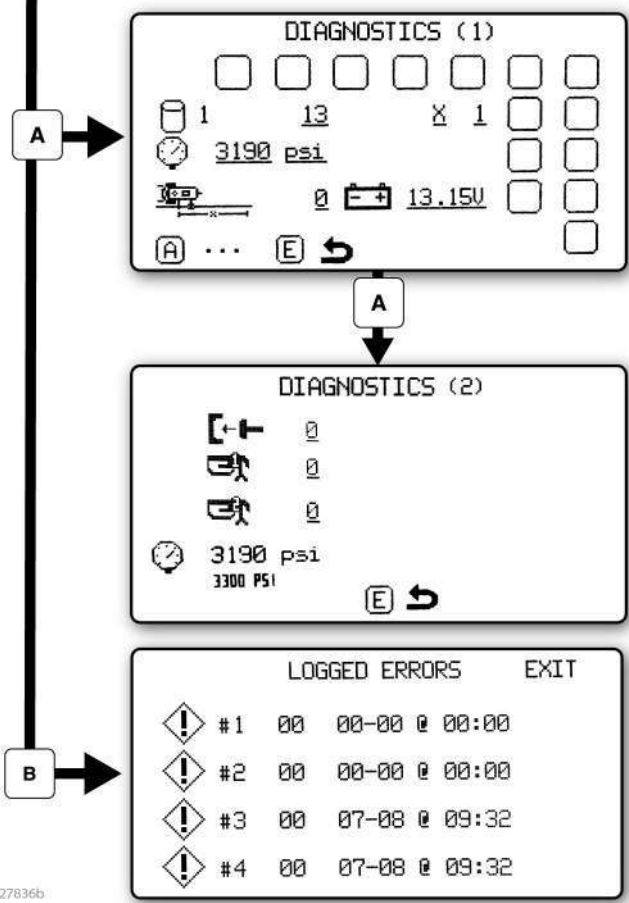 DIAGNOSTICS (1)
1 13 X 1
A
3190 psi
x
0 - + 13.15V
A ... E
A
DIAGNOSTICS (2)
0
0
0
3190 psi
3300 PSI
E
LOGGED ERRORS EXIT
! #1 00 00-00 @ 00:00
! #2 00 00-00 @ 00:00
B
! #3 00 07-08 @ 09:32
! #4 00 07-08 @ 09:32
27836b